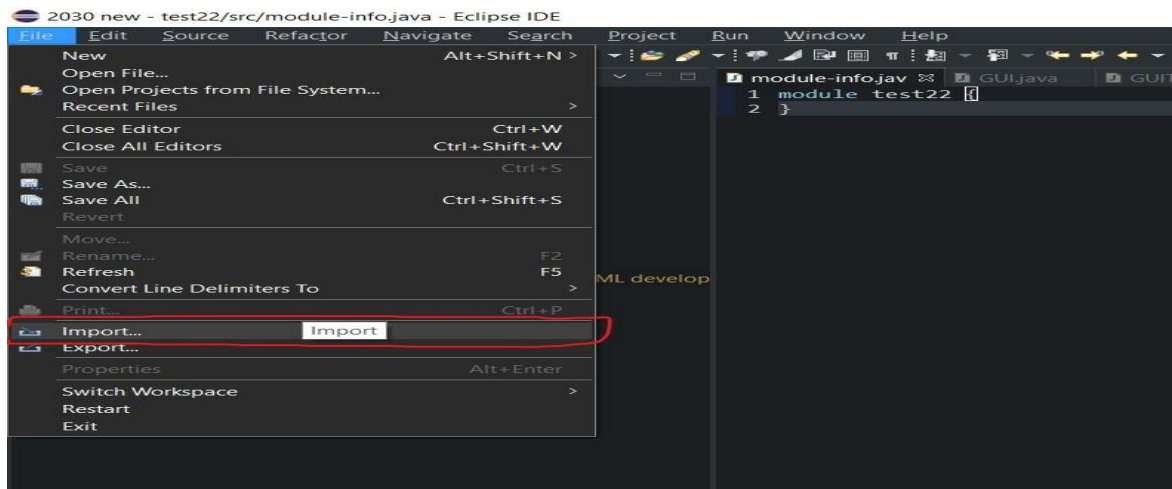 2030 new - test22/src/module-info.java - Eclipse IDE
File Edit Source Refactor Navigate Search Project Run Window Help
New Alt+Shift+N >
Open File...
Open Projects from File System...
Recent Files >
Close Editor Ctrl+W
Close All Editors Ctrl+Shift+W
Save Ctrl+S
Save As...
Save All Ctrl+Shift+S
Revert
Move...
Rename... F2
Refresh F5
Convert Line Delimiters To >
Print... Ctrl+P
Import... Import
Export...
Properties Alt+Enter
Switch Workspace >
Restart
Exit
ML develop
module-info.jav GUI.java GUIT
1 module test22 {
2 }